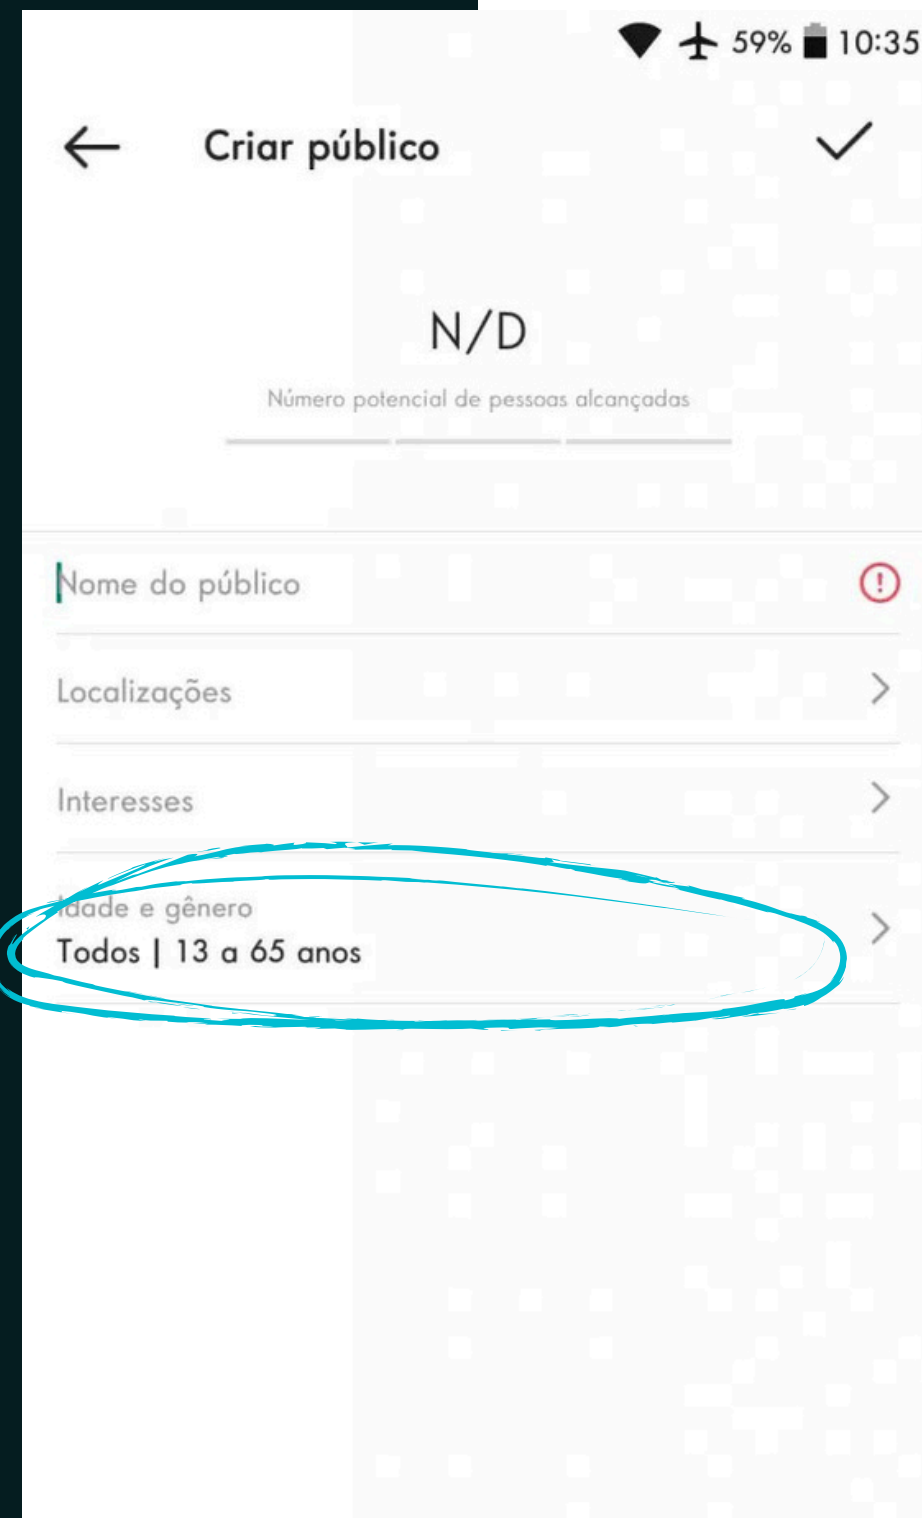 59% 10:35
Criar público
N/D
Número potencial de pessoas alcançadas
Nome do público
Localizações
Interesses
Idade e gênero
Todos | 13 a 65 anos